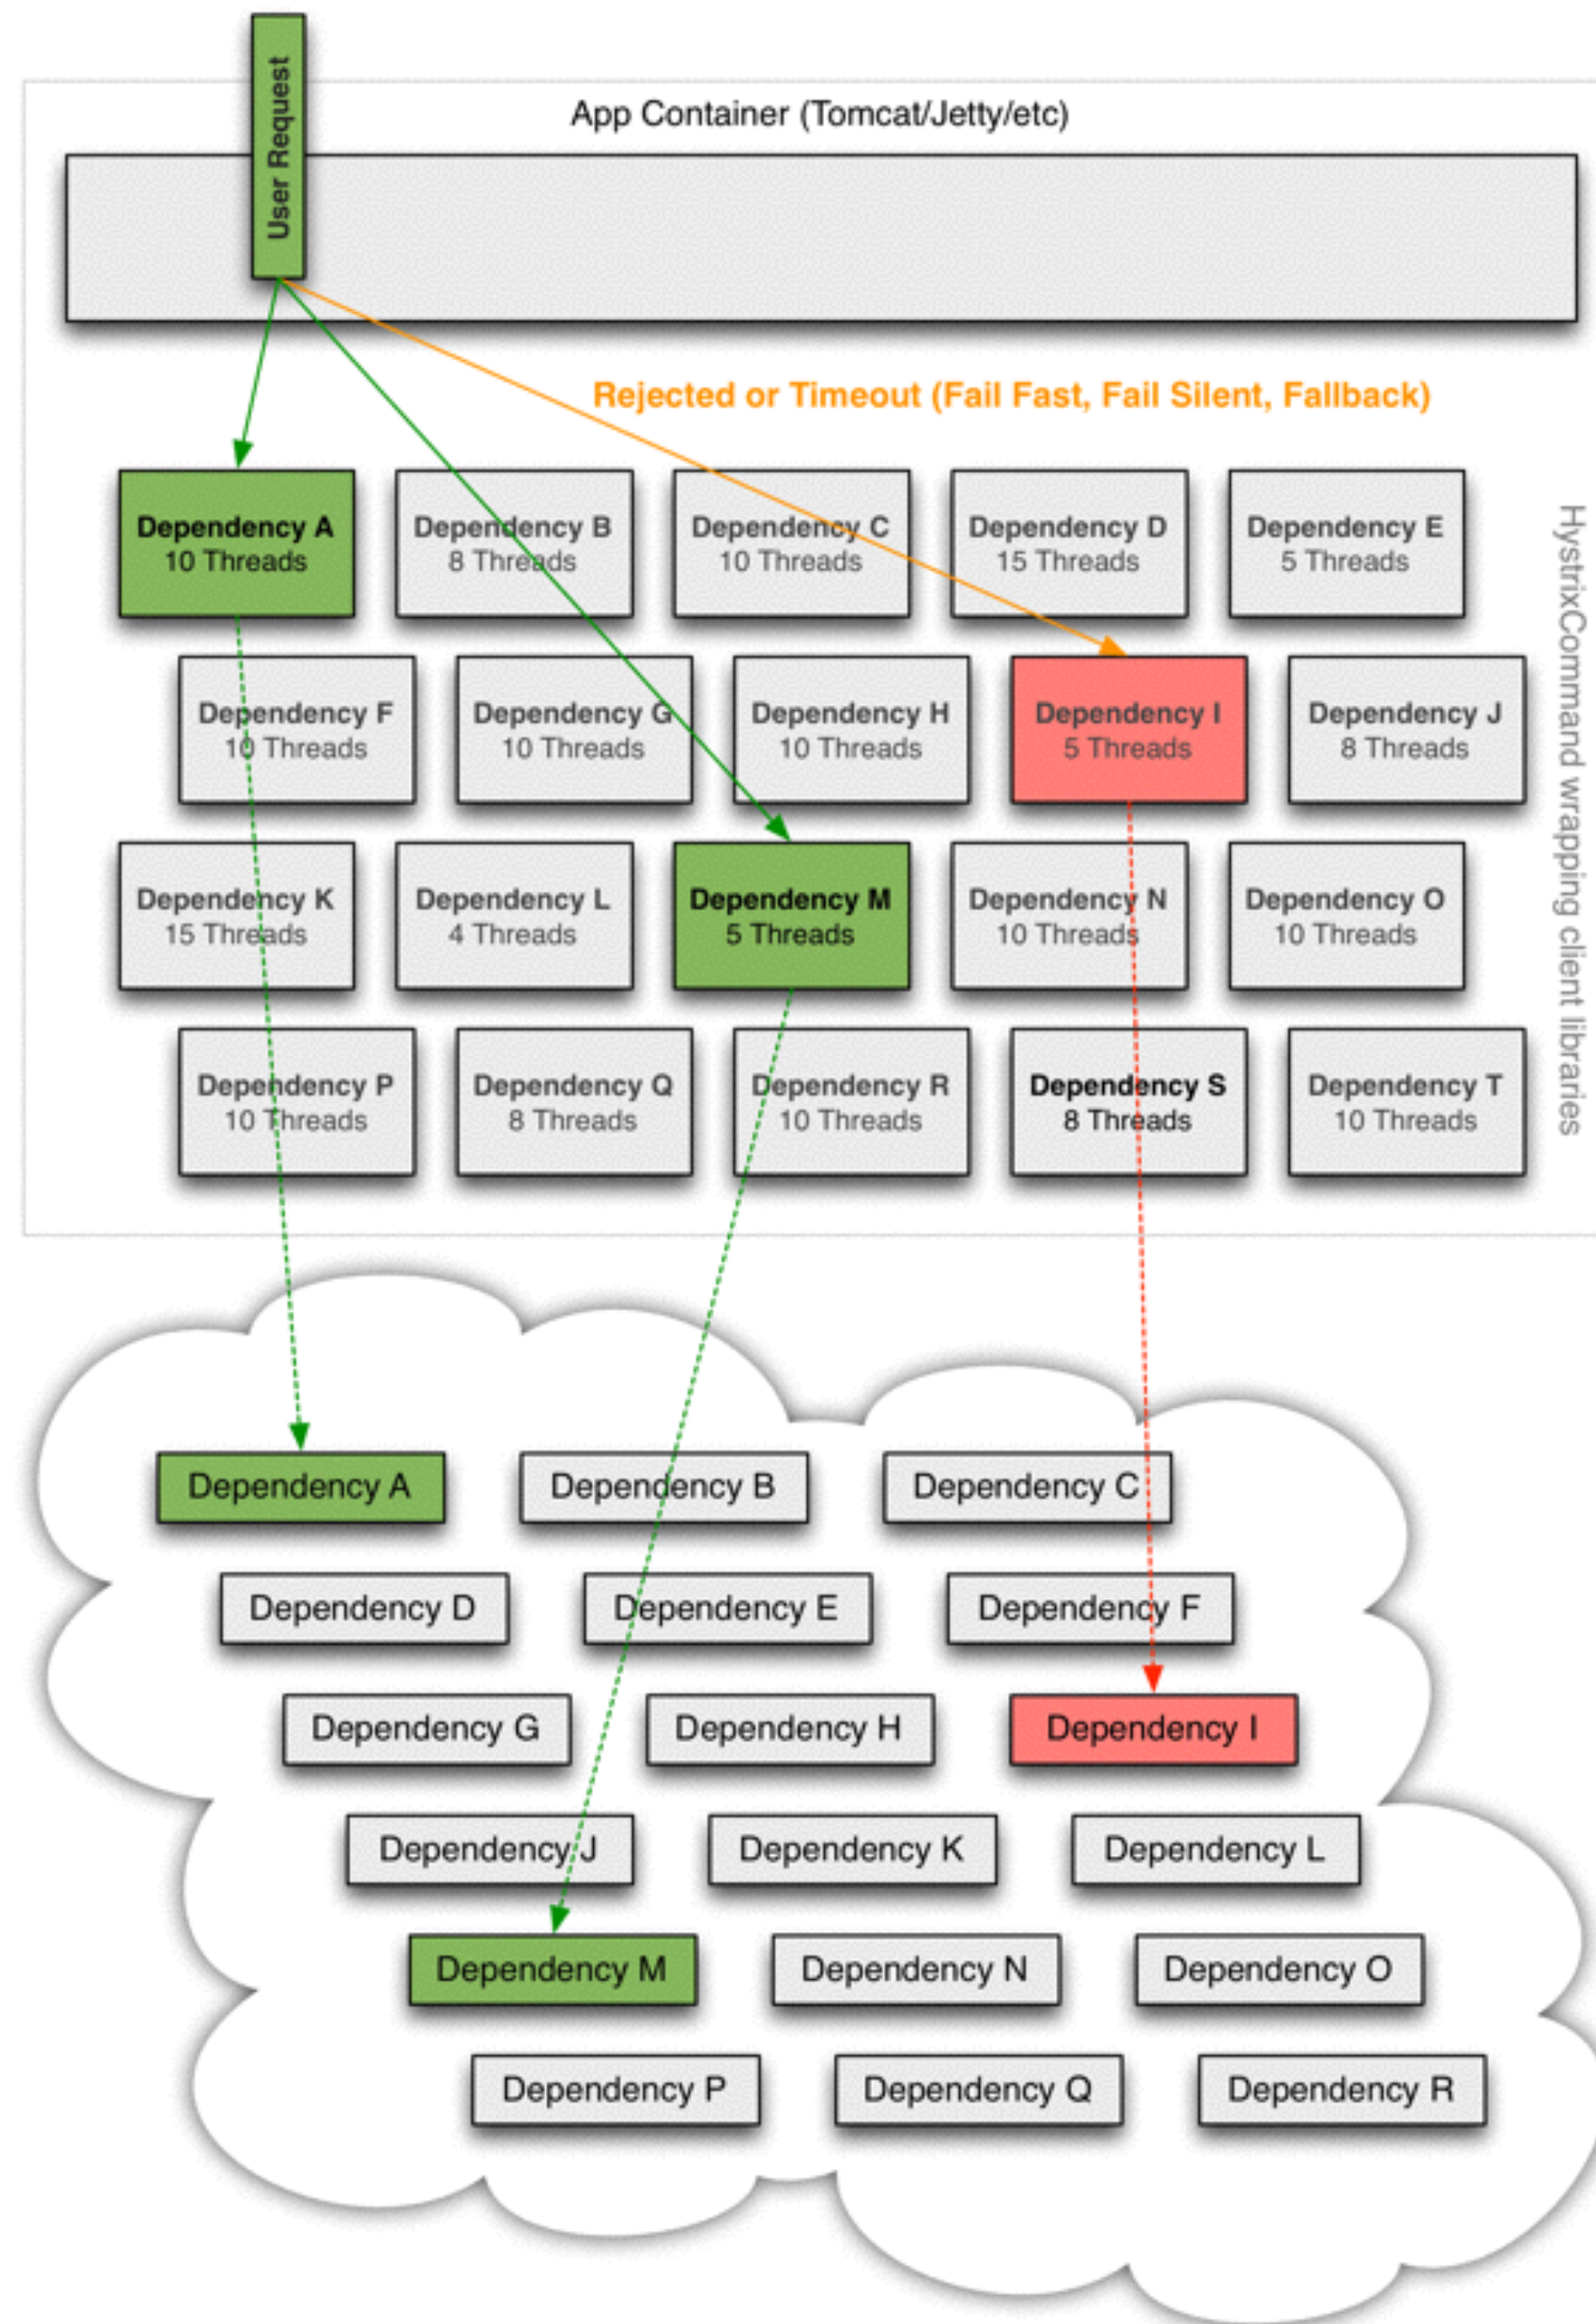 User Request
App Container (Tomcat/Jetty/etc)
Rejected or Timeout (Fail Fast, Fail Silent, Fallback)
Dependency A
10 Threads
Dependency B
8 Threads
Dependency C
10 Threads
Dependency D
15 Threads
Dependency E
5 Threads
Dependency F
10 Threads
Dependency G
10 Threads
Dependency H
10 Threads
Dependency I
5 Threads
Dependency J
8 Threads
Dependency K
15 Threads
Dependency L
4 Threads
Dependency M
5 Threads
Dependency N
10 Threads
Dependency O
10 Threads
Dependency P
10 Threads
Dependency Q
8 Threads
Dependency R
10 Threads
Dependency S
8 Threads
Dependency T
10 Threads
HystrixCommand wrapping client libraries
Dependency A
Dependency B
Dependency C
Dependency D
Dependency E
Dependency F
Dependency G
Dependency H
Dependency I
Dependency J
Dependency K
Dependency L
Dependency M
Dependency N
Dependency O
Dependency P
Dependency Q
Dependency R